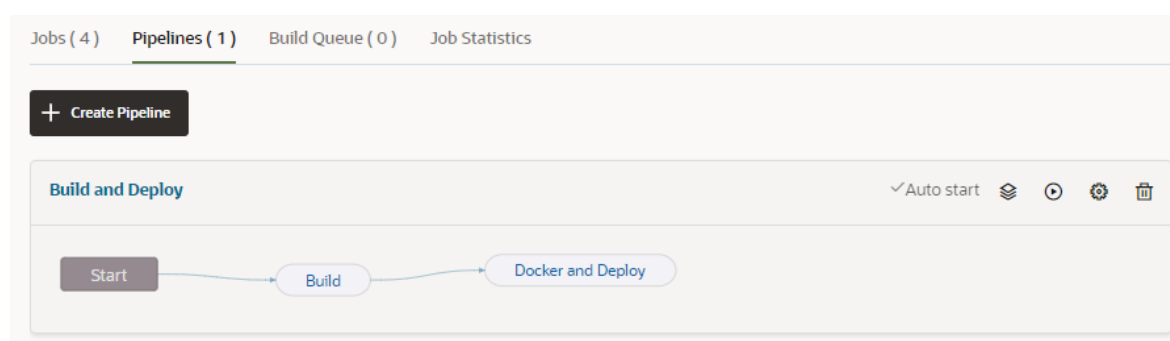 Jobs ( 4 ) Pipelines ( 1 ) Build Queue ( 0 ) Job Statistics
Create Pipeline
Build and Deploy Auto start
Start Build Docker and Deploy